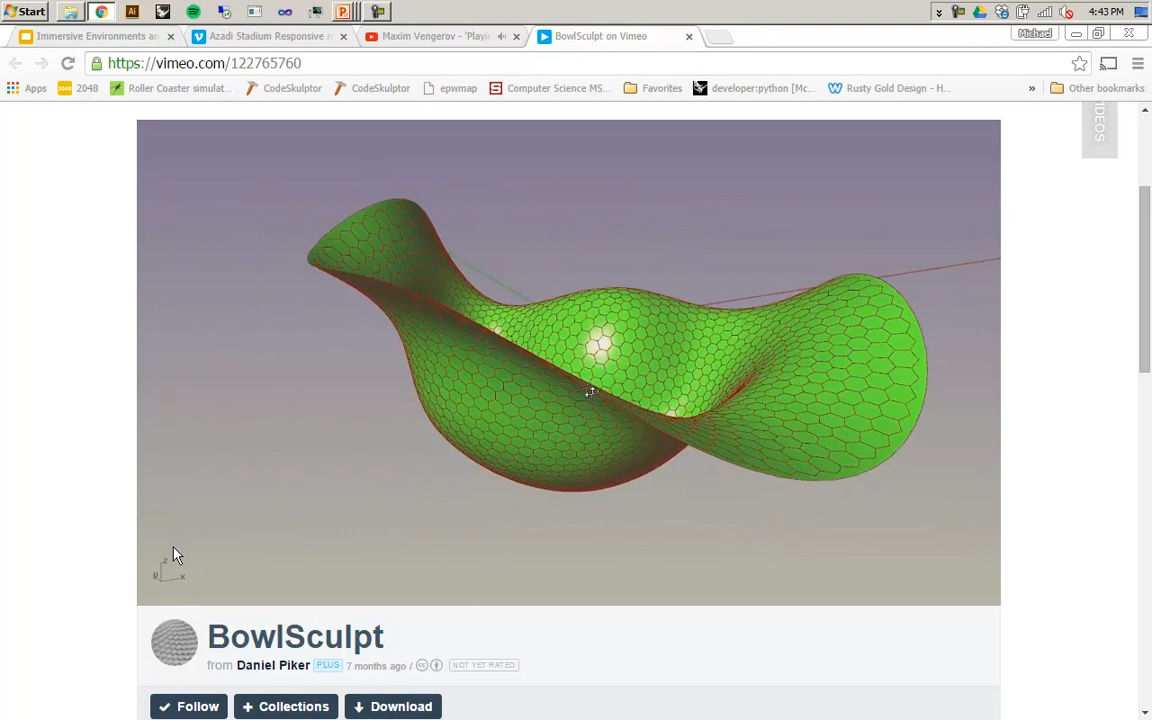 Start
4:43 PM
Immersive Environments an
Azadi Stadium Responsive r
Maxim Vengerov - 'Playin
BowlSculpt on Vimeo
Michael
https://vimeo.com/122765760
Apps
2048
Roller Coaster simulat...
CodeSkulptor
CodeSkulptor
epwmap
Computer Science MS...
Favorites
developer:python [Mc...
Rusty Gold Design - H...
»
Other bookmarks
VIDEOS
z
y x
BowlSculpt
from Daniel Piker PLUS 7 months ago / cc NOT YET RATED
Follow
+ Collections
Download